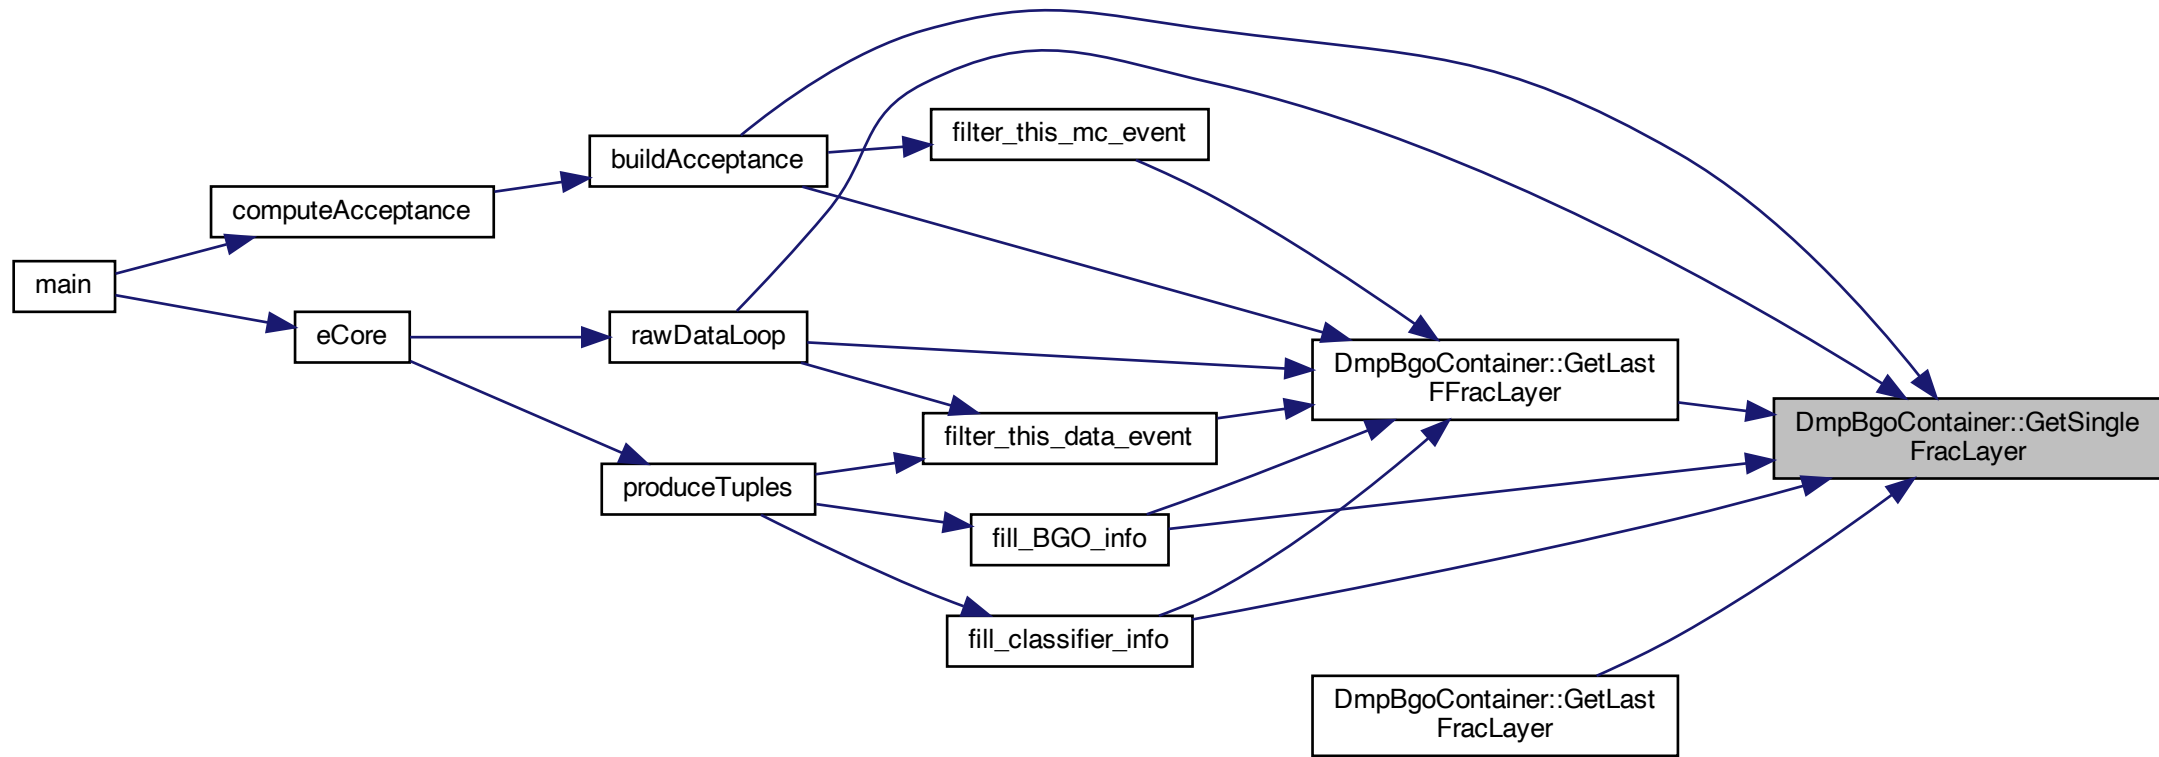 filter_this_mc_event
buildAcceptance
computeAcceptance
main
eCore
rawDataLoop
DmpBgoContainer::GetLast
FFracLayer
DmpBgoContainer::GetSingle
FracLayer
filter_this_data_event
produceTuples
fill_BGO_info
fill_classifier_info
DmpBgoContainer::GetLast
FracLayer